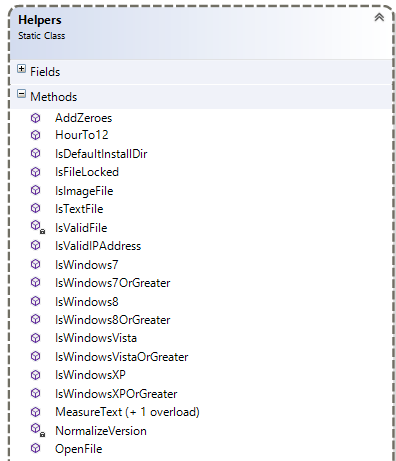 Helpers
Static Class
Fields
Methods
AddZeroes
HourTo12
IsDefaultInstallDir
IsFileLocked
IsImageFile
IsTextFile
IsValidFile
IsValidIPAddress
IsWindows7
IsWindows7OrGreater
IsWindows8
IsWindows8OrGreater
IsWindowsVista
IsWindowsVistaOrGreater
IsWindowsXP
IsWindowsXPOrGreater
MeasureText (+ 1 overload)
NormalizeVersion
OpenFile